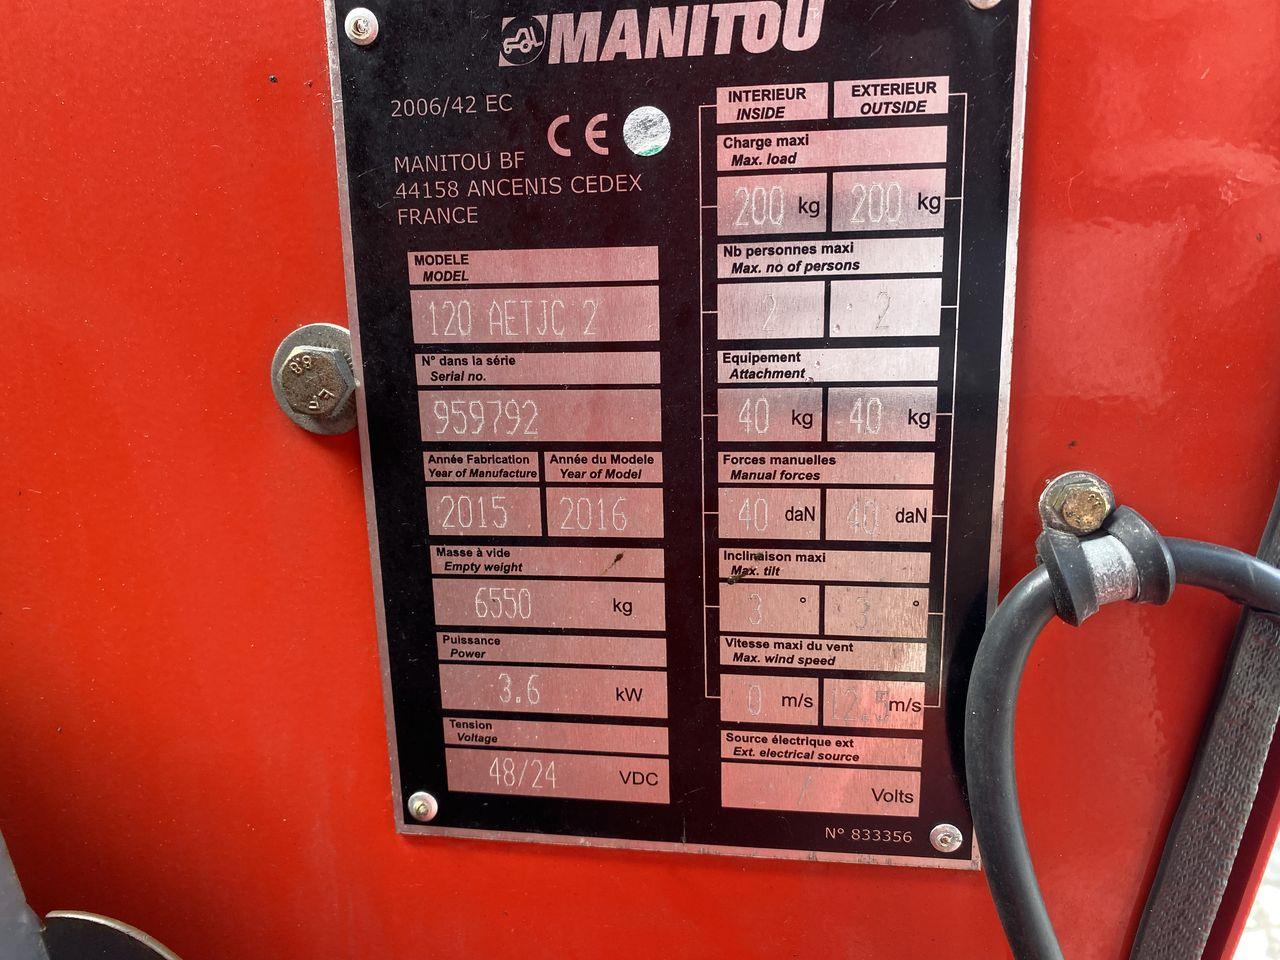 MANITOU
2006/42 EC
CE
MANITOU BF
44158 ANCENIS CEDEX
FRANCE
MODELE
MODEL
120 AETJC 2
N° dans la série
Serial no.
959792
Année Fabrication
Year of Manufacture
Année du Modele
Year of Model
2015
2016
Masse à vide
Empty weight
6550 kg
Puissance
Power
3.6 kW
Tension
Voltage
48/24 VDC
INTERIEUR
INSIDE
EXTERIEUR
OUTSIDE
Charge maxi
Max. load
200 kg 200 kg
Nb personnes maxi
Max. no of persons
2 2
Equipement
Attachment
40 kg 40 kg
Forces manuelles
Manual forces
40 daN 40 daN
Inclinaison maxi
Max. tilt
3 ° 3 °
Vitesse maxi du vent
Max. wind speed
0 m/s 12.5 m/s
Source électrique ext
Ext. electrical source
/ Volts
N° 833356
8.8